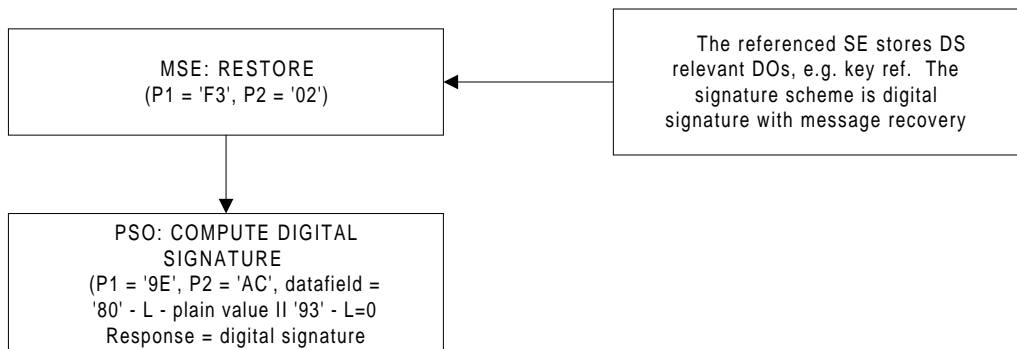 MSE: RESTORE
(P1 = 'F3', P2 = '02')
The referenced SE stores DS
relevant DOs, e.g. key ref.  The
signature scheme is digital
signature with message recovery
PSO: COMPUTE DIGITAL
SIGNATURE
(P1 = '9E', P2 = 'AC', datafield =
'80' - L - plain value II '93' - L=0
Response = digital signature